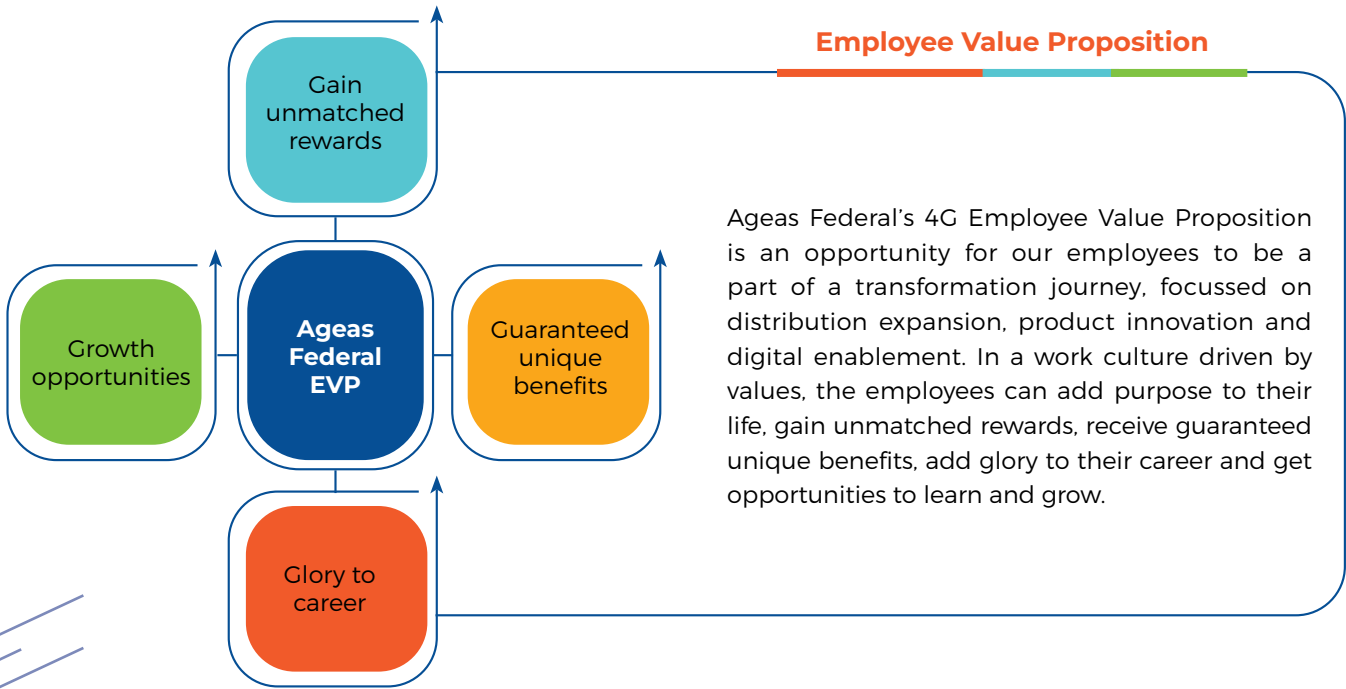 Employee Value Proposition
Gain
unmatched
rewards
Growth
opportunities
Ageas
Federal
EVP
Guaranteed
unique
benefits
Glory to
career
Ageas Federal’s 4G Employee Value Proposition
is an opportunity for our employees to be a
part of a transformation journey, focussed on
distribution expansion, product innovation and
digital enablement. In a work culture driven by
values, the employees can add purpose to their
life, gain unmatched rewards, receive guaranteed
unique benefits, add glory to their career and get
opportunities to learn and grow.